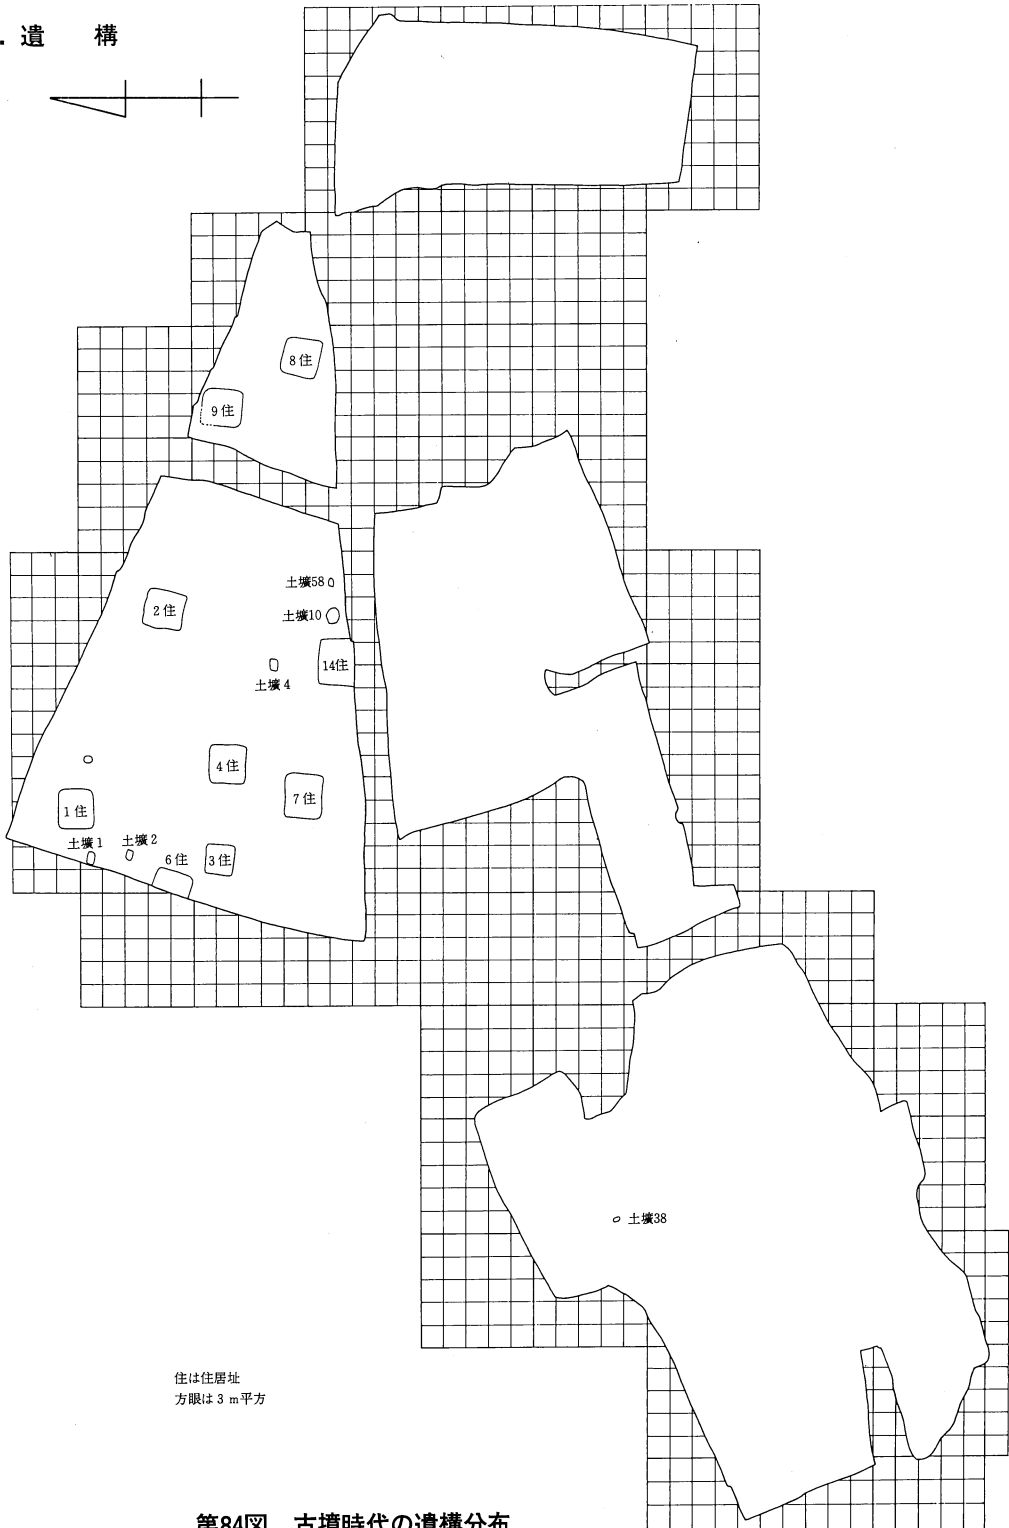 . 遺 構
8住
9住
土壙58
2住
土壙10
14住
土壙4
4住
7住
1住
土壙1
土壙2
6住
3住
土壙38
住は住居址
方眼は3m平方
第84図 古墳時代の遺構分布